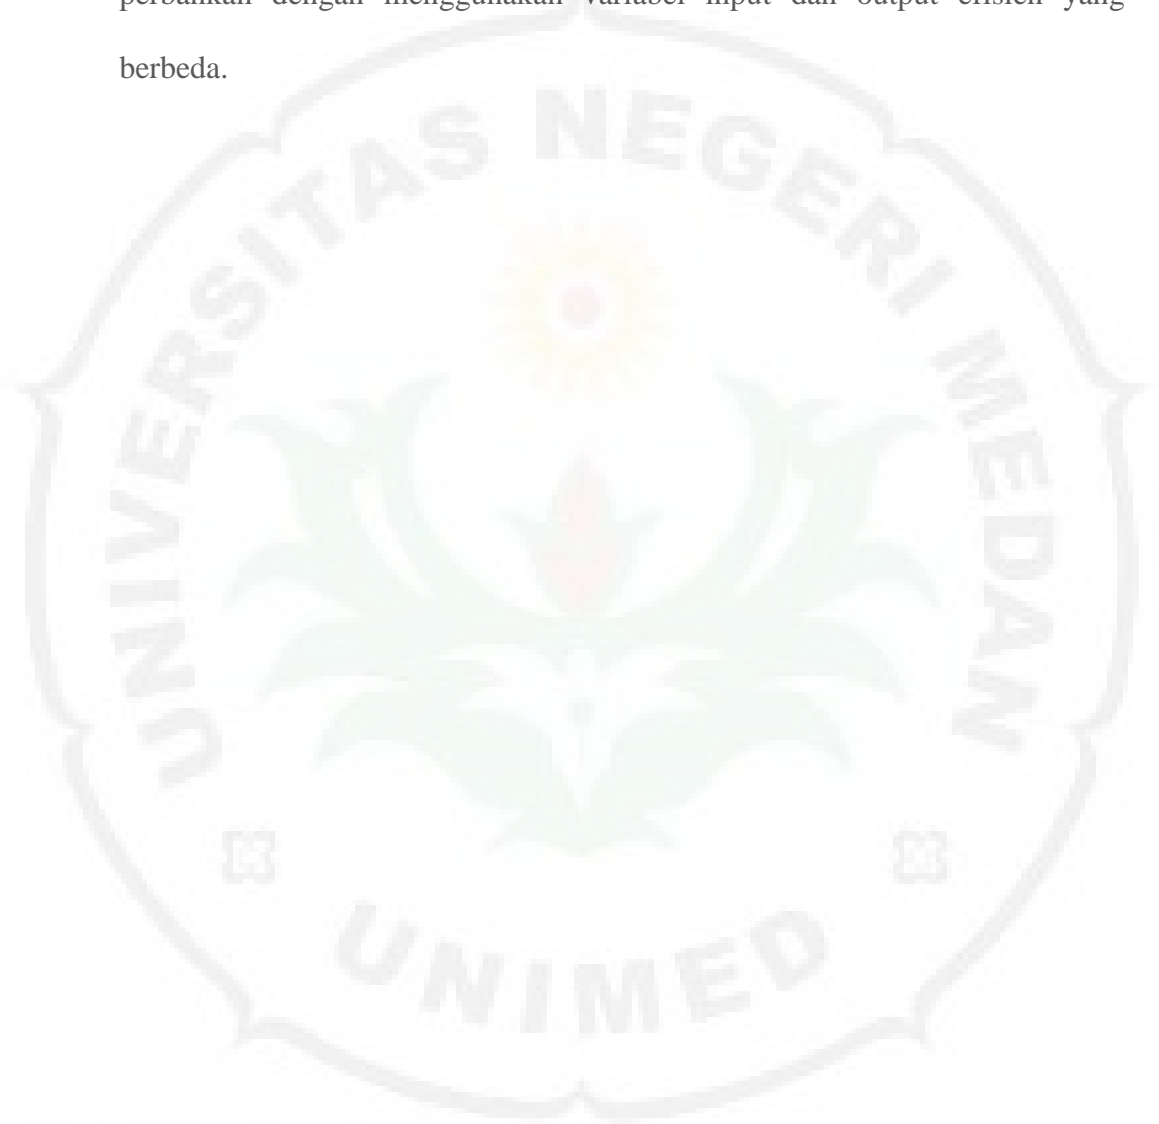 perbankan dengan menggunakan variabel input dan output efisien yang
berbeda.
UNIVERSITAS NEGERI MEDAN
UNIMED